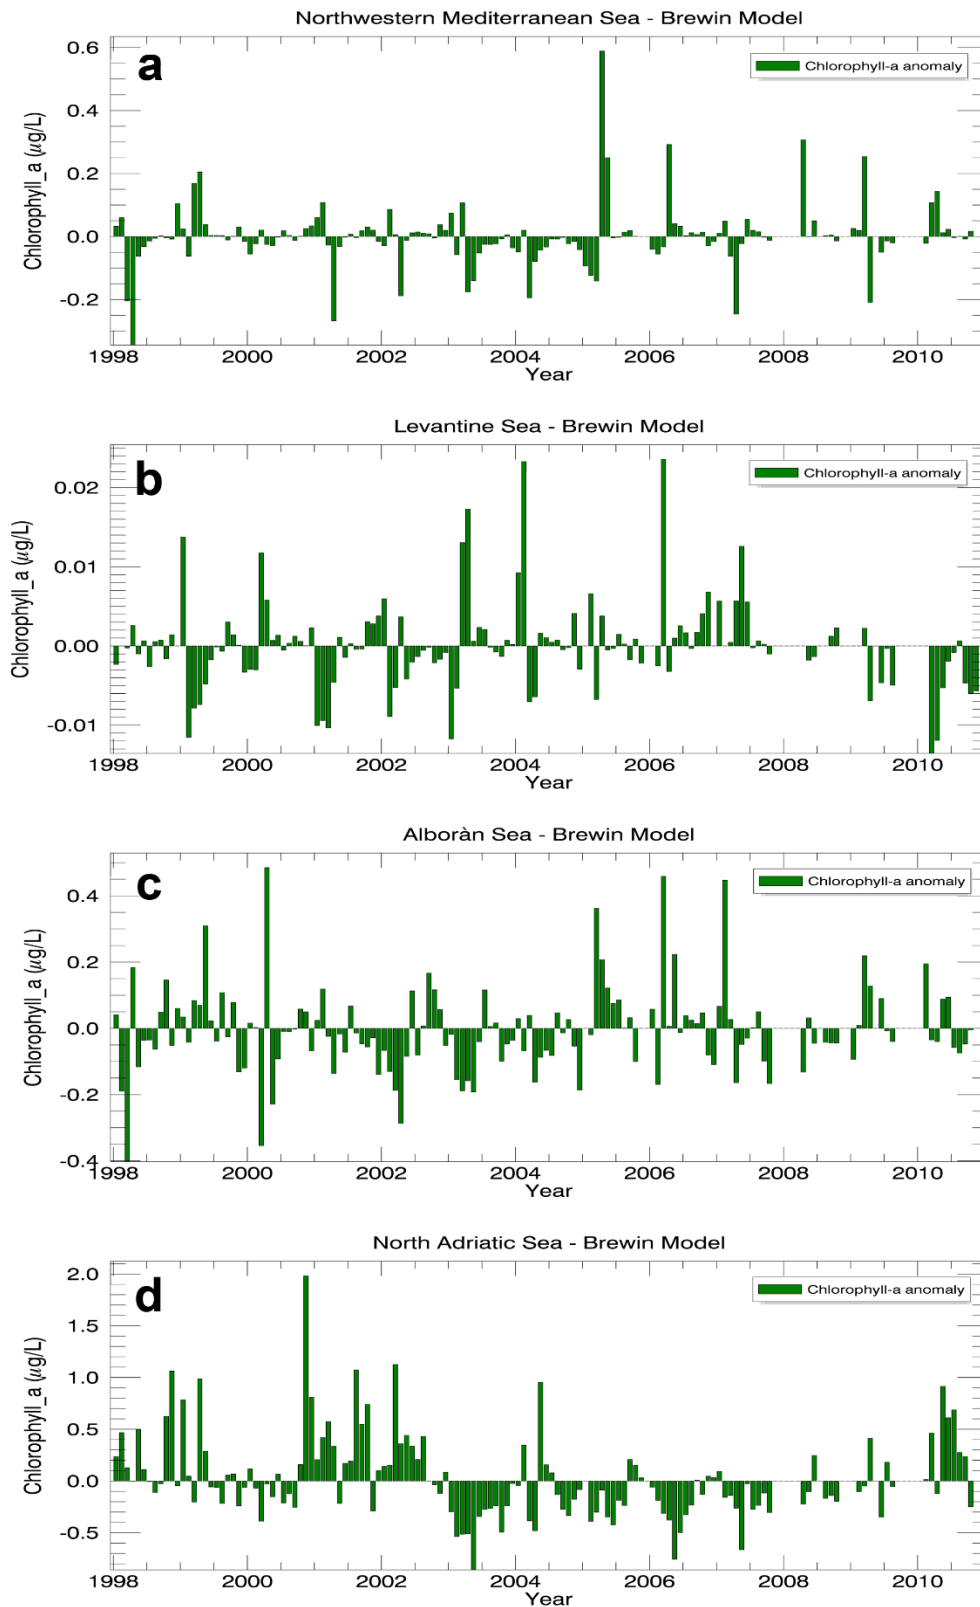 Northwestern Mediterranean Sea - Brewin Model
a
Chlorophyll-a anomaly
Chlorophyll_a (μg/L)
0.6
0.4
0.2
0.0
-0.2
1998 2000 2002 2004 2006 2008 2010
Year
Levantine Sea - Brewin Model
b
Chlorophyll-a anomaly
Chlorophyll_a (μg/L)
0.02
0.01
0.00
-0.01
1998 2000 2002 2004 2006 2008 2010
Year
Alboràn Sea - Brewin Model
c
Chlorophyll-a anomaly
Chlorophyll_a (μg/L)
0.4
0.2
0.0
-0.2
-0.4
1998 2000 2002 2004 2006 2008 2010
Year
North Adriatic Sea - Brewin Model
d
Chlorophyll-a anomaly
Chlorophyll_a (μg/L)
2.0
1.5
1.0
0.5
0.0
-0.5
1998 2000 2002 2004 2006 2008 2010
Year